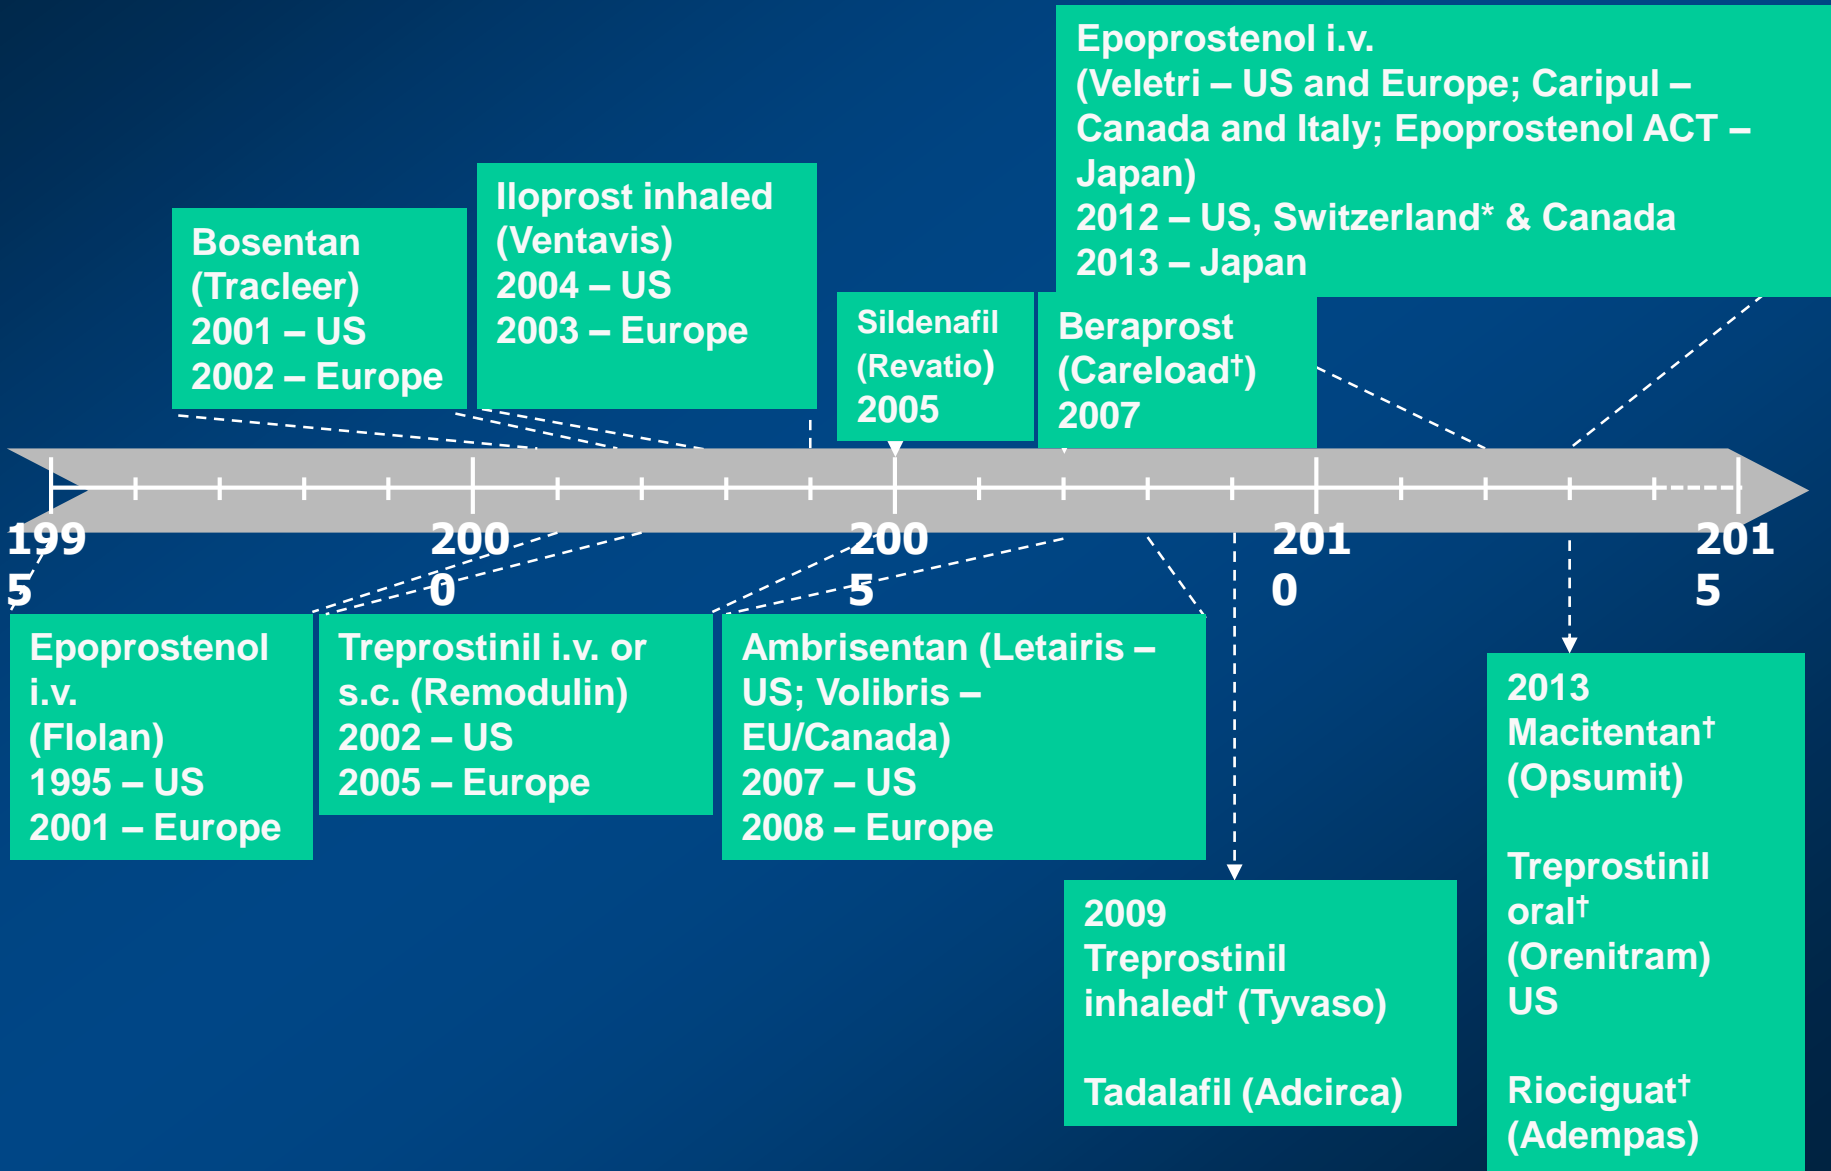 Epoprostenol i.v.
(Veletri – US and Europe; Caripul –
Canada and Italy; Epoprostenol ACT –
Japan)
2012 – US, Switzerland* & Canada
2013 – Japan
Iloprost inhaled
(Ventavis)
2004 – US
2003 – Europe
Bosentan
(Tracleer)
2001 – US
2002 – Europe
Sildenafil
(Revatio)
2005
Beraprost
(Careload†)
2007
199
5
200
0
200
5
201
0
201
5
Epoprostenol
i.v.
(Flolan)
1995 – US
2001 – Europe
Treprostinil i.v. or
s.c. (Remodulin)
2002 – US
2005 – Europe
Ambrisentan (Letairis –
US; Volibris –
EU/Canada)
2007 – US
2008 – Europe
2009
Treprostinil
inhaled† (Tyvaso)
Tadalafil (Adcirca)
2013
Macitentan†
(Opsumit)
Treprostinil
oral†
(Orenitram)
US
Riociguat†
(Adempas)